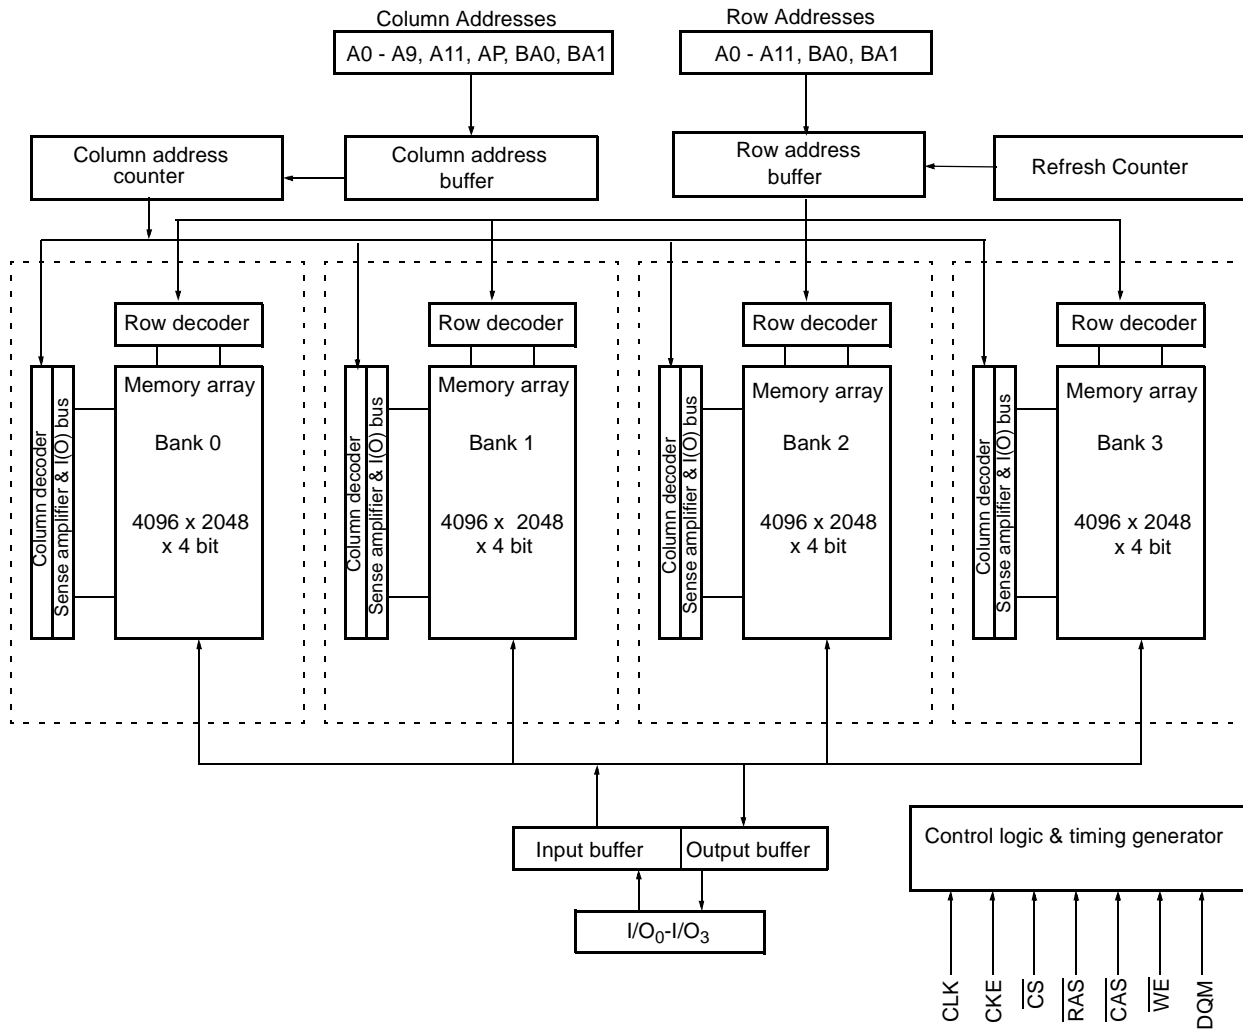 Column Addresses
Row Addresses
A0 - A9, A11, AP, BA0, BA1
A0 - A11, BA0, BA1
Column address
counter
Column address
buffer
Row address
buffer
Refresh Counter
Row decoder
Row decoder
Row decoder
Row decoder
Column decoder
Sense amplifier & I(O) bus
Memory array
Bank 0
4096 x 2048
x 4 bit
Column decoder
Sense amplifier & I(O) bus
Memory array
Bank 1
4096 x 2048
x 4 bit
Column decoder
Sense amplifier & I(O) bus
Memory array
Bank 2
4096 x 2048
x 4 bit
Column decoder
Sense amplifier & I(O) bus
Memory array
Bank 3
4096 x 2048
x 4 bit
Input buffer
Output buffer
I/O₀-I/O₃
Control logic & timing generator
CLK
CKE
C̅S̅
R̅A̅S̅
C̅A̅S̅
W̅E̅
DQM